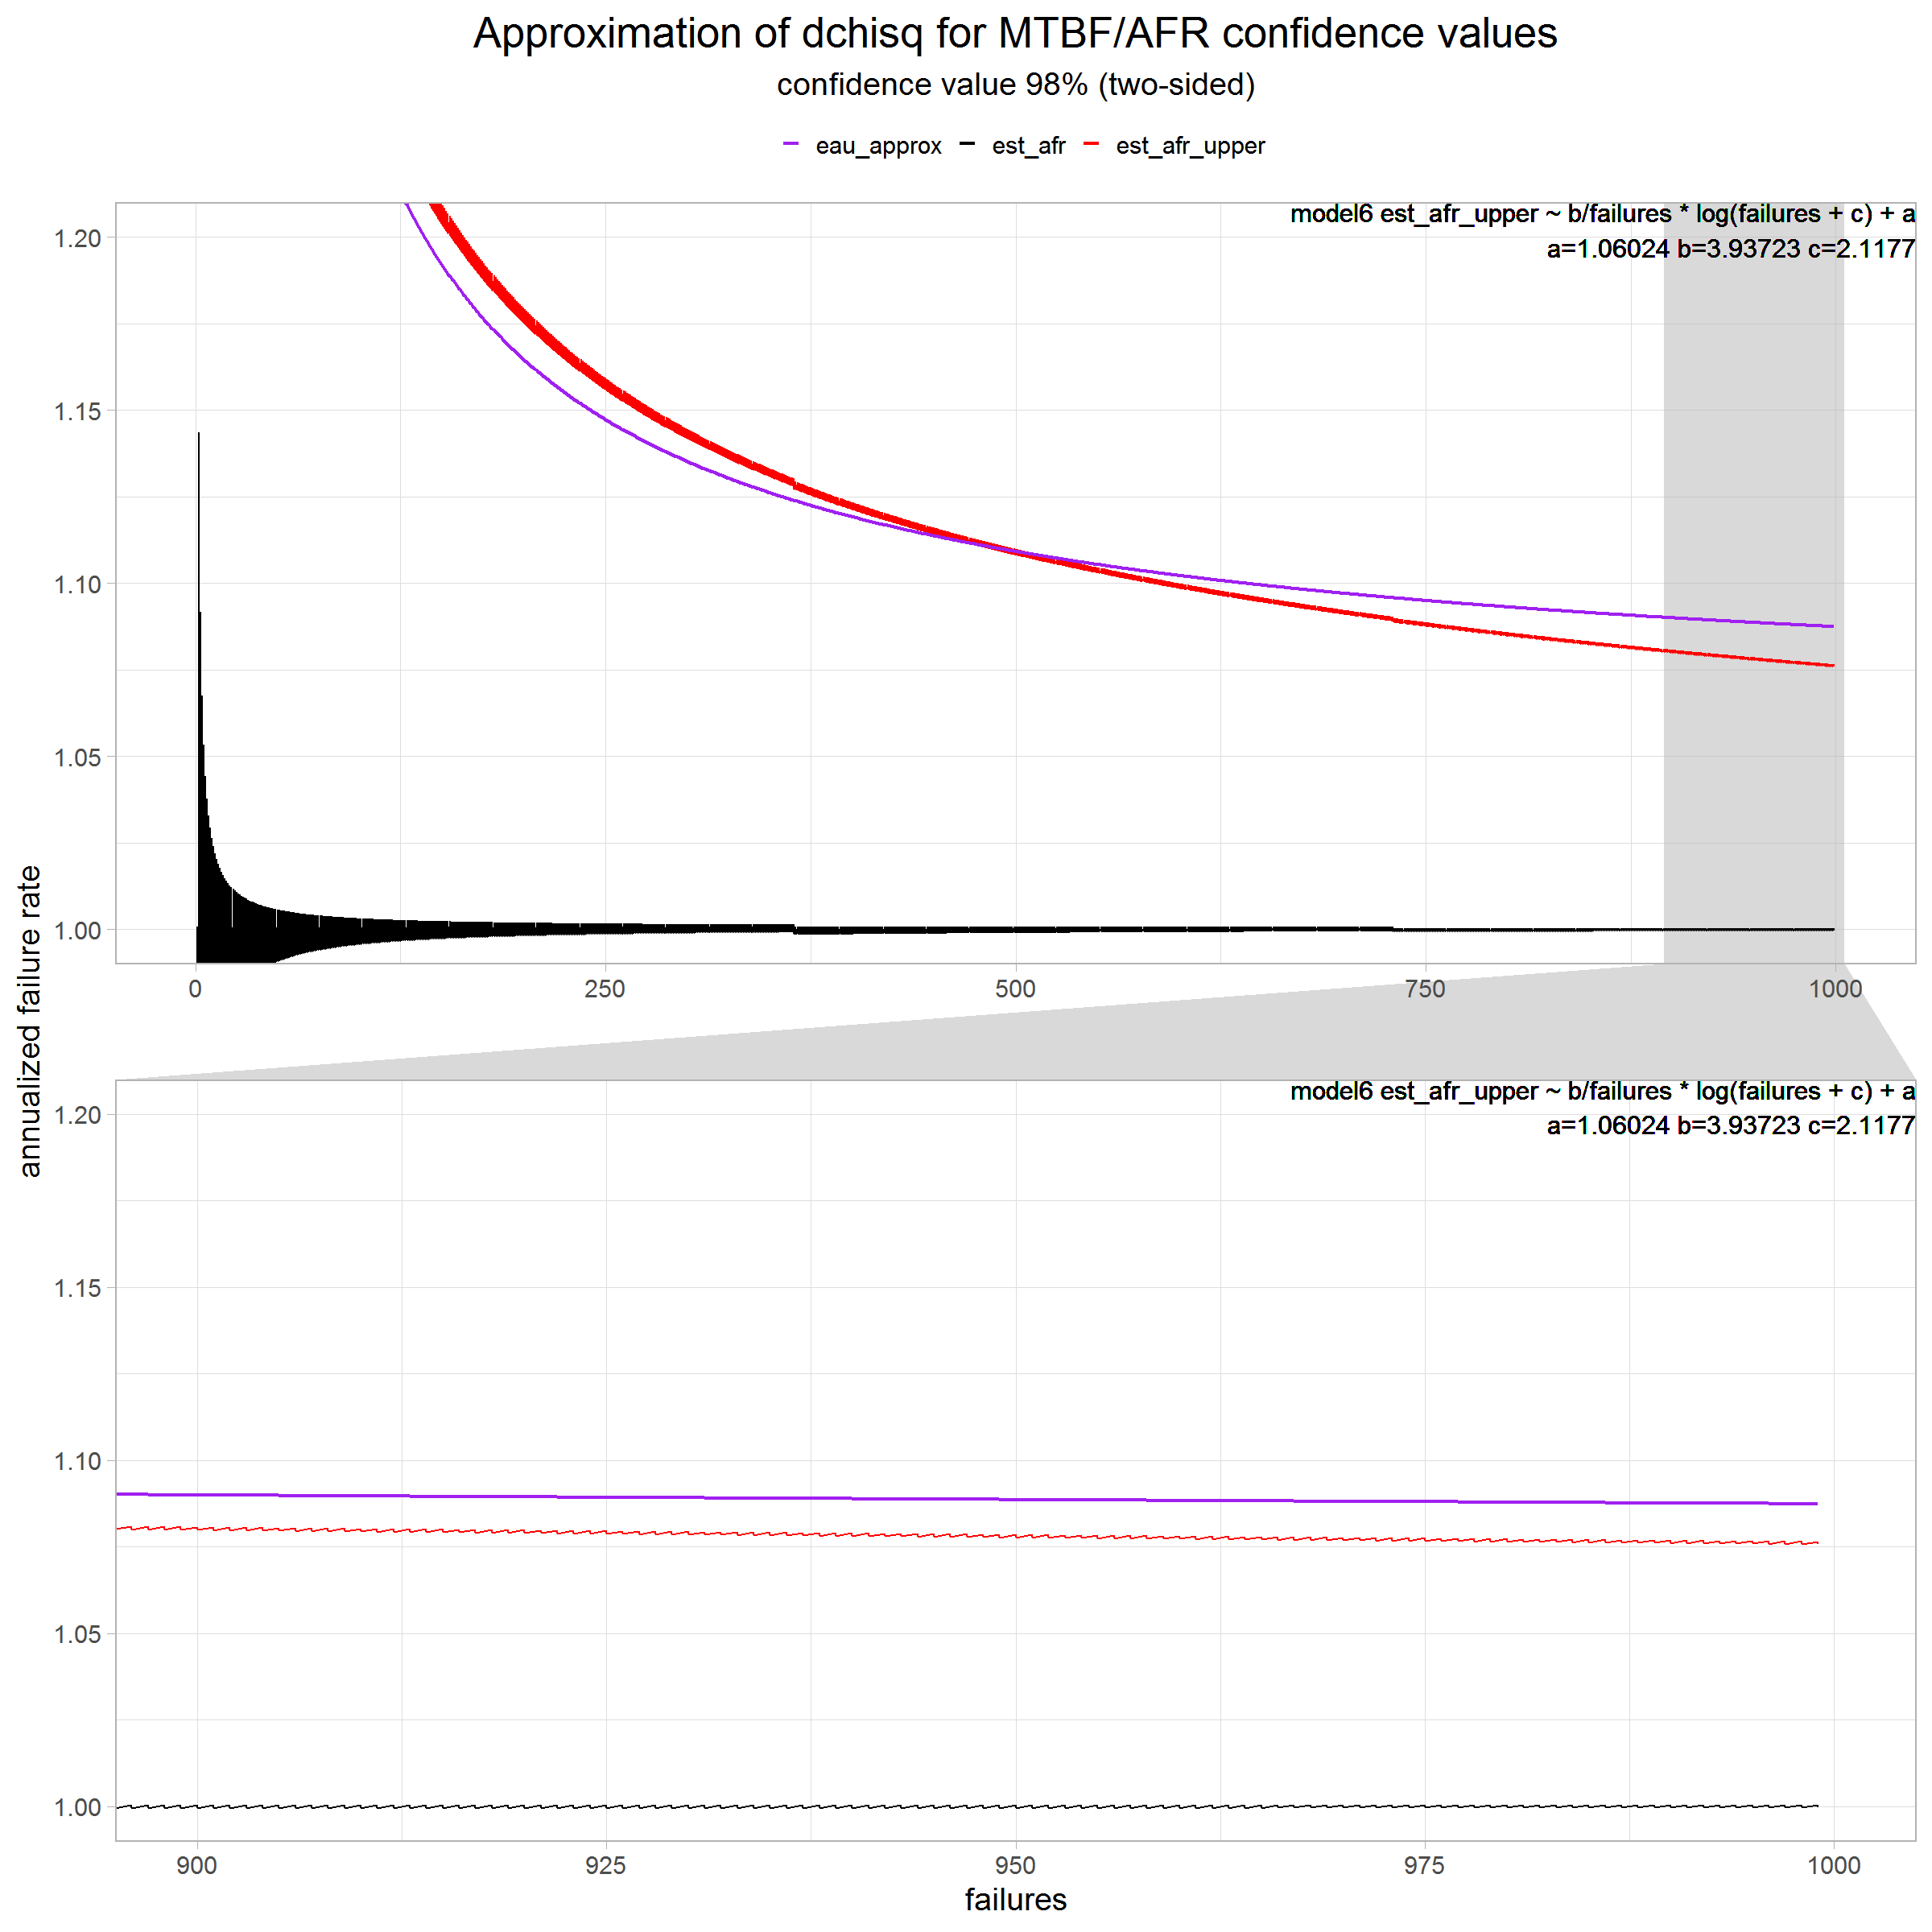 Approximation of dchisq for MTBF/AFR confidence values
confidence value 98% (two-sided)
eau_approx est_afr est_afr_upper
model6 est_afr_upper ~ b/failures * log(failures + c) + a
a=1.06024 b=3.93723 c=2.1177
1.20
1.15
1.10
1.05
1.00
0 250 500 750 1000
annualized failure rate
model6 est_afr_upper ~ b/failures * log(failures + c) + a
a=1.06024 b=3.93723 c=2.1177
1.20
1.15
1.10
1.05
1.00
900 925 950 975 1000
failures